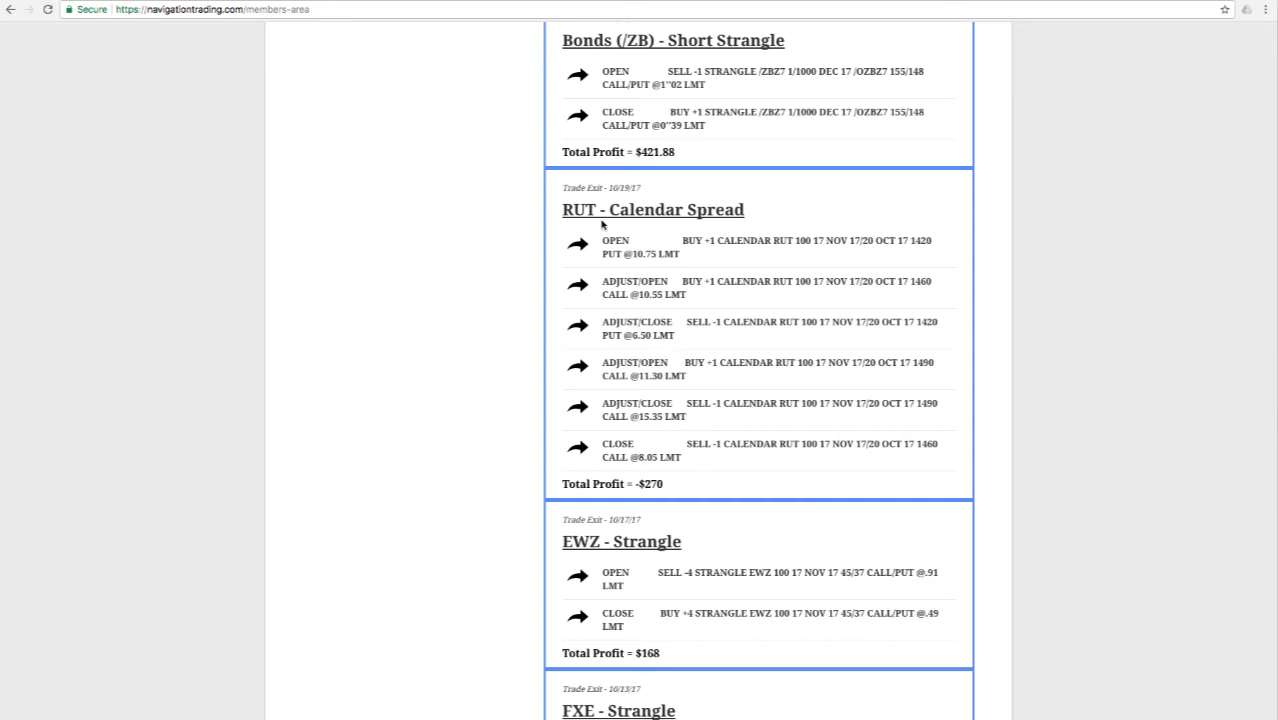 Secure https://navigationtrading.com/members-area
Bonds (/ZB) - Short Strangle
OPEN SELL -1 STRANGLE /ZBZ7 1/1000 DEC 17 /OZBZ7 155/148
CALL/PUT @1"02 LMT
CLOSE BUY +1 STRANGLE /ZBZ7 1/1000 DEC 17 /OZBZ7 155/148
CALL/PUT @0"39 LMT
Total Profit = $421.88
Trade Exit - 10/19/17
RUT - Calendar Spread
OPEN BUY +1 CALENDAR RUT 100 17 NOV 17/20 OCT 17 1420
PUT @10.75 LMT
ADJUST/OPEN BUY +1 CALENDAR RUT 100 17 NOV 17/20 OCT 17 1460
CALL @10.55 LMT
ADJUST/CLOSE SELL -1 CALENDAR RUT 100 17 NOV 17/20 OCT 17 1420
PUT @6.50 LMT
ADJUST/OPEN BUY +1 CALENDAR RUT 100 17 NOV 17/20 OCT 17 1490
CALL @11.30 LMT
ADJUST/CLOSE SELL -1 CALENDAR RUT 100 17 NOV 17/20 OCT 17 1490
CALL @15.35 LMT
CLOSE SELL -1 CALENDAR RUT 100 17 NOV 17/20 OCT 17 1460
CALL @8.05 LMT
Total Profit = -$270
Trade Exit - 10/17/17
EWZ - Strangle
OPEN SELL -4 STRANGLE EWZ 100 17 NOV 17 45/37 CALL/PUT @.91
LMT
CLOSE BUY +4 STRANGLE EWZ 100 17 NOV 17 45/37 CALL/PUT @.49
LMT
Total Profit = $168
Trade Exit - 10/13/17
FXE - Strangle